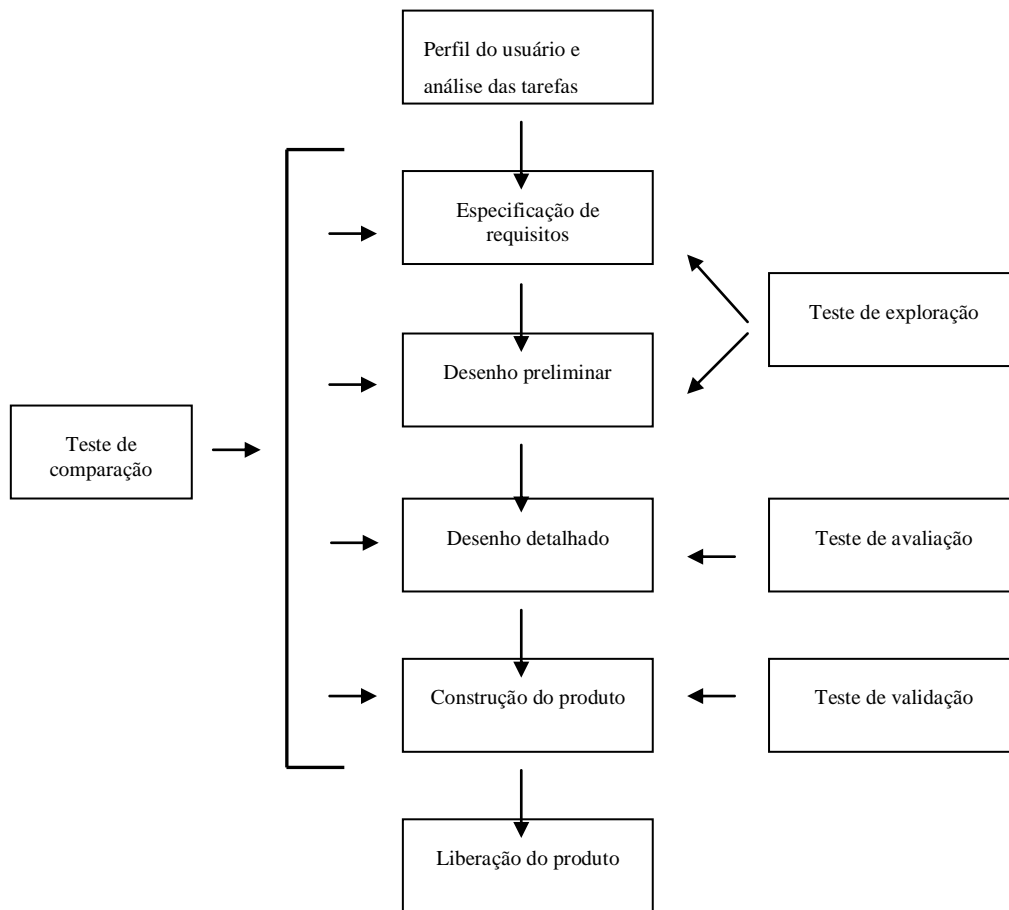 Perfil do usuário e
análise das tarefas
Especificação de
requisitos
Teste de exploração
Desenho preliminar
Teste de
comparação
Desenho detalhado
Teste de avaliação
Construção do produto
Teste de validação
Liberação do produto